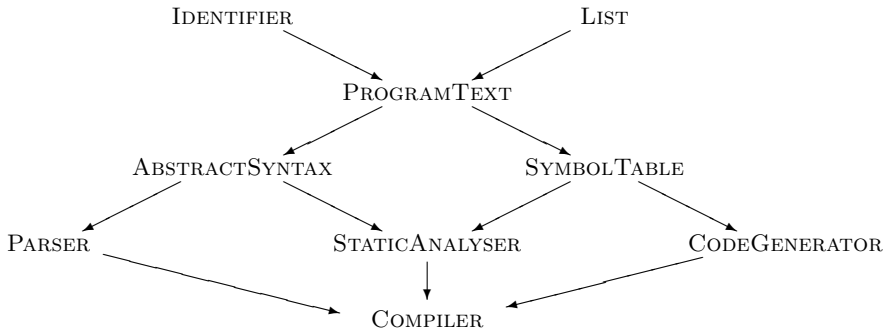 IDENTIFIER LIST
PROGRAMTEXT
ABSTRACTSYNTAX SYMBOLTABLE
PARSER STATICANALYSER CODEGENERATOR
COMPILER